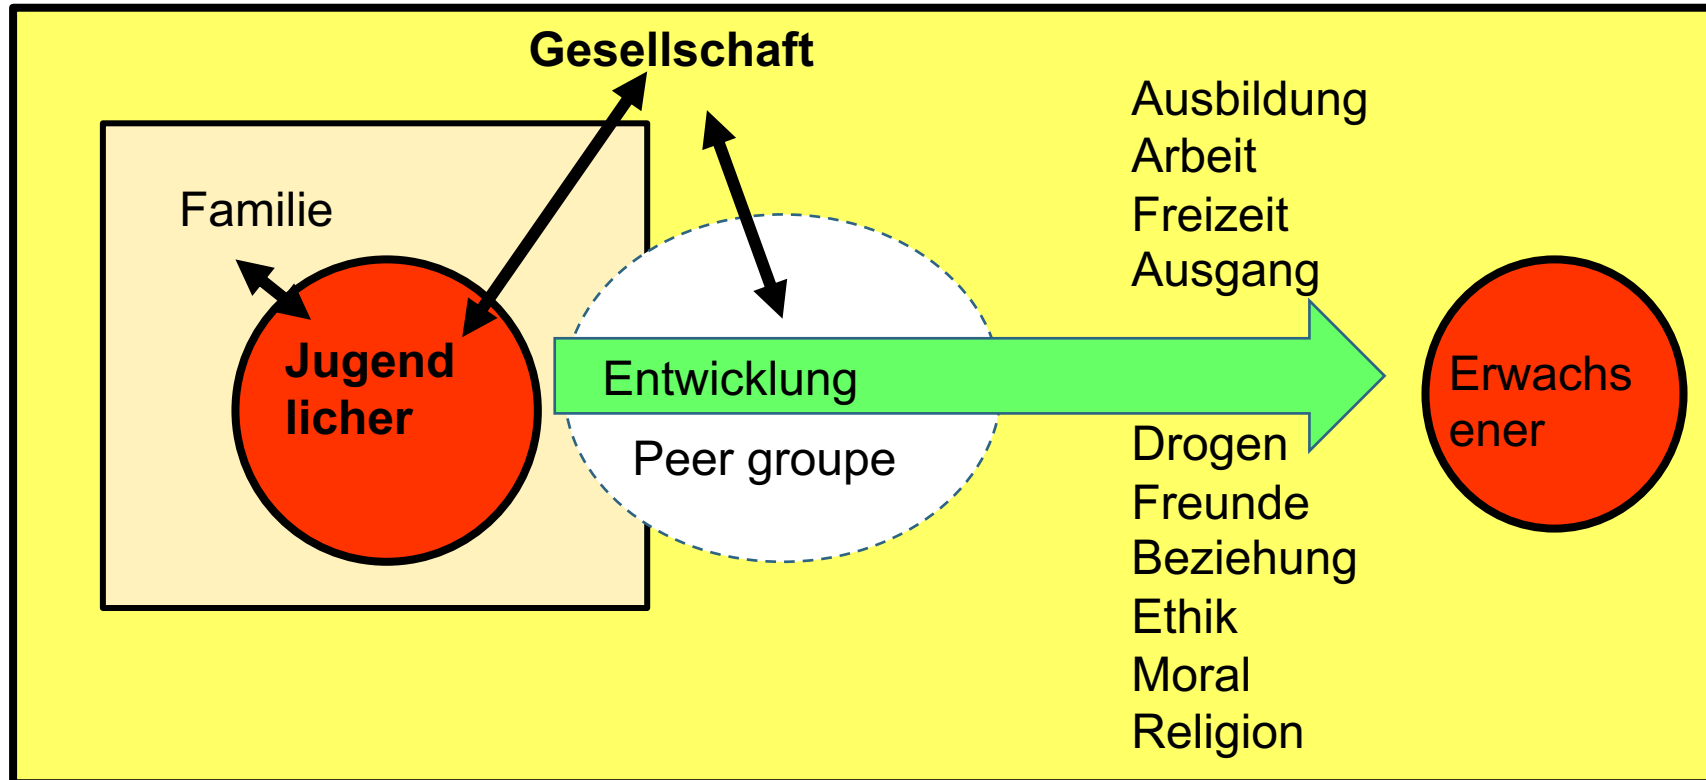 Gesellschaft
Familie
Jugend
licher
Entwicklung
Peer groupe
Ausbildung
Arbeit
Freizeit
Ausgang
Drogen
Freunde
Beziehung
Ethik
Moral
Religion
Erwachs
ener